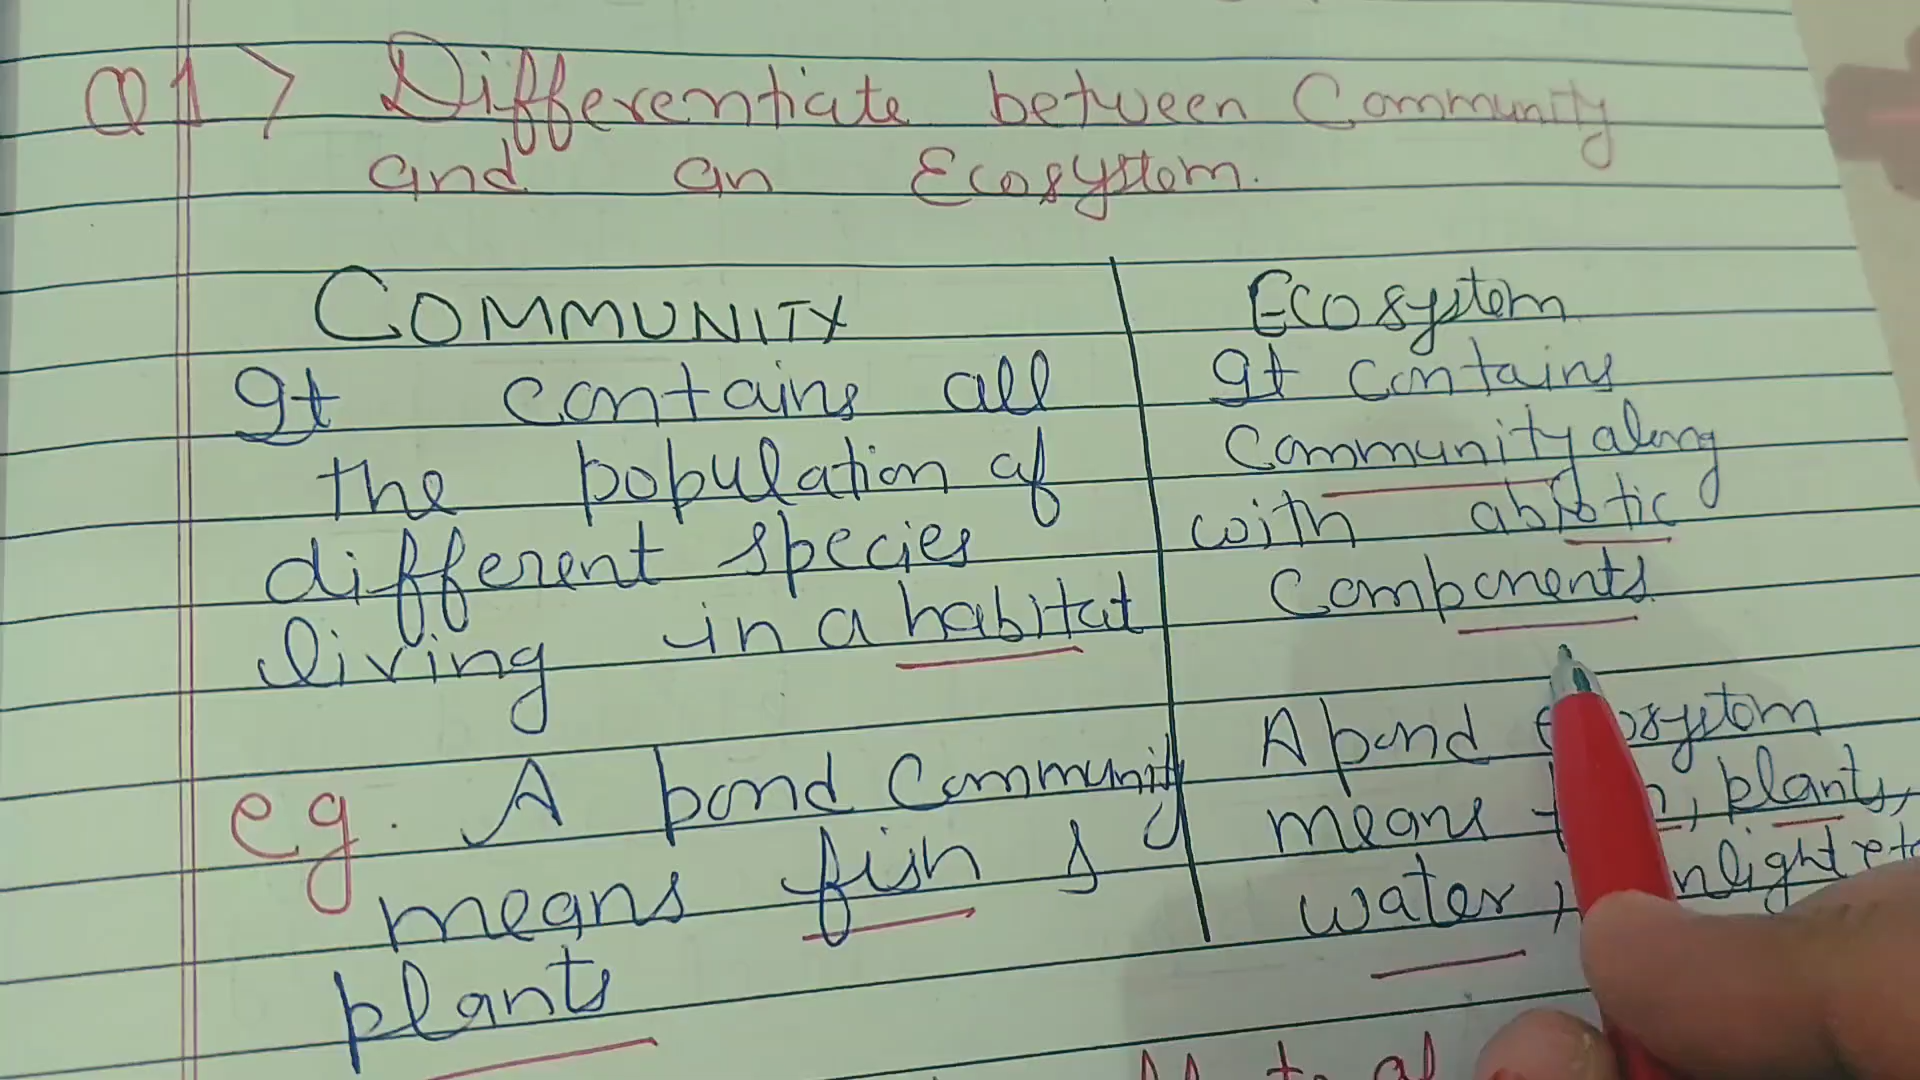 Q1> Differentiate between Community
and an Ecosystem.
COMMUNITY
It contains all
the population of
different species
living in a habitat
eg. A pond Community
means fish &
plants
Ecosystem
It contains
Community along
with abiotic
Components
A pond
means plants,
water,